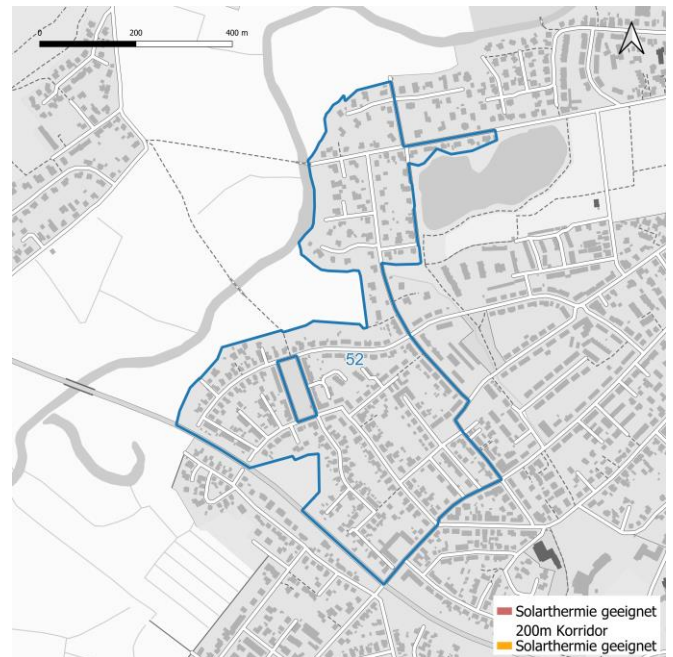 0 200 400 m
52
Solarthermie geeignet
200m Korridor
Solarthermie geeignet